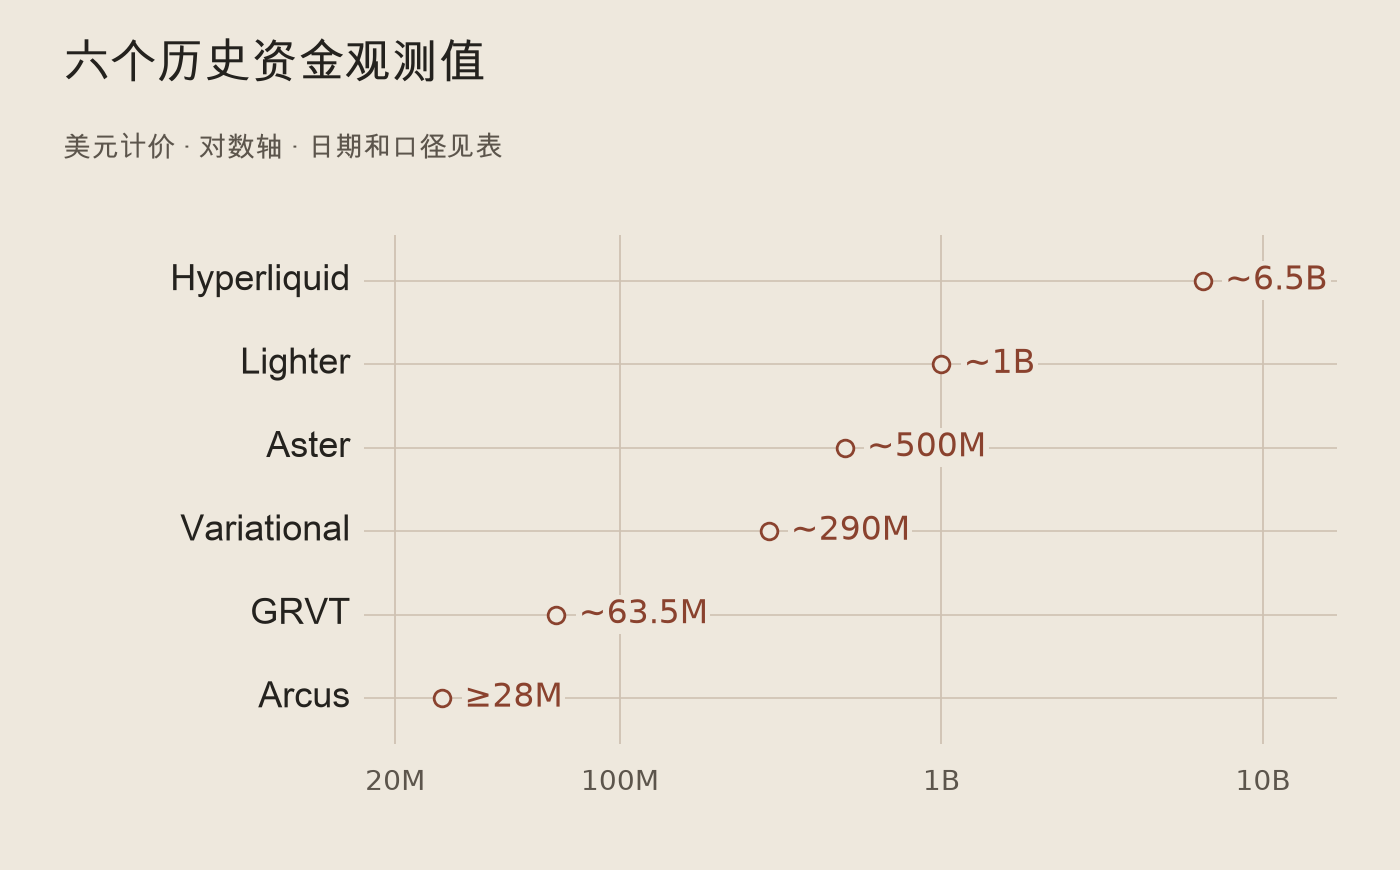 六个历史资金观测值
美元计价 · 对数轴 · 日期和口径见表
Hyperliquid ~6.5B
Lighter ~1B
Aster ~500M
Variational ~290M
GRVT ~63.5M
Arcus ≥28M
20M 100M 1B 10B